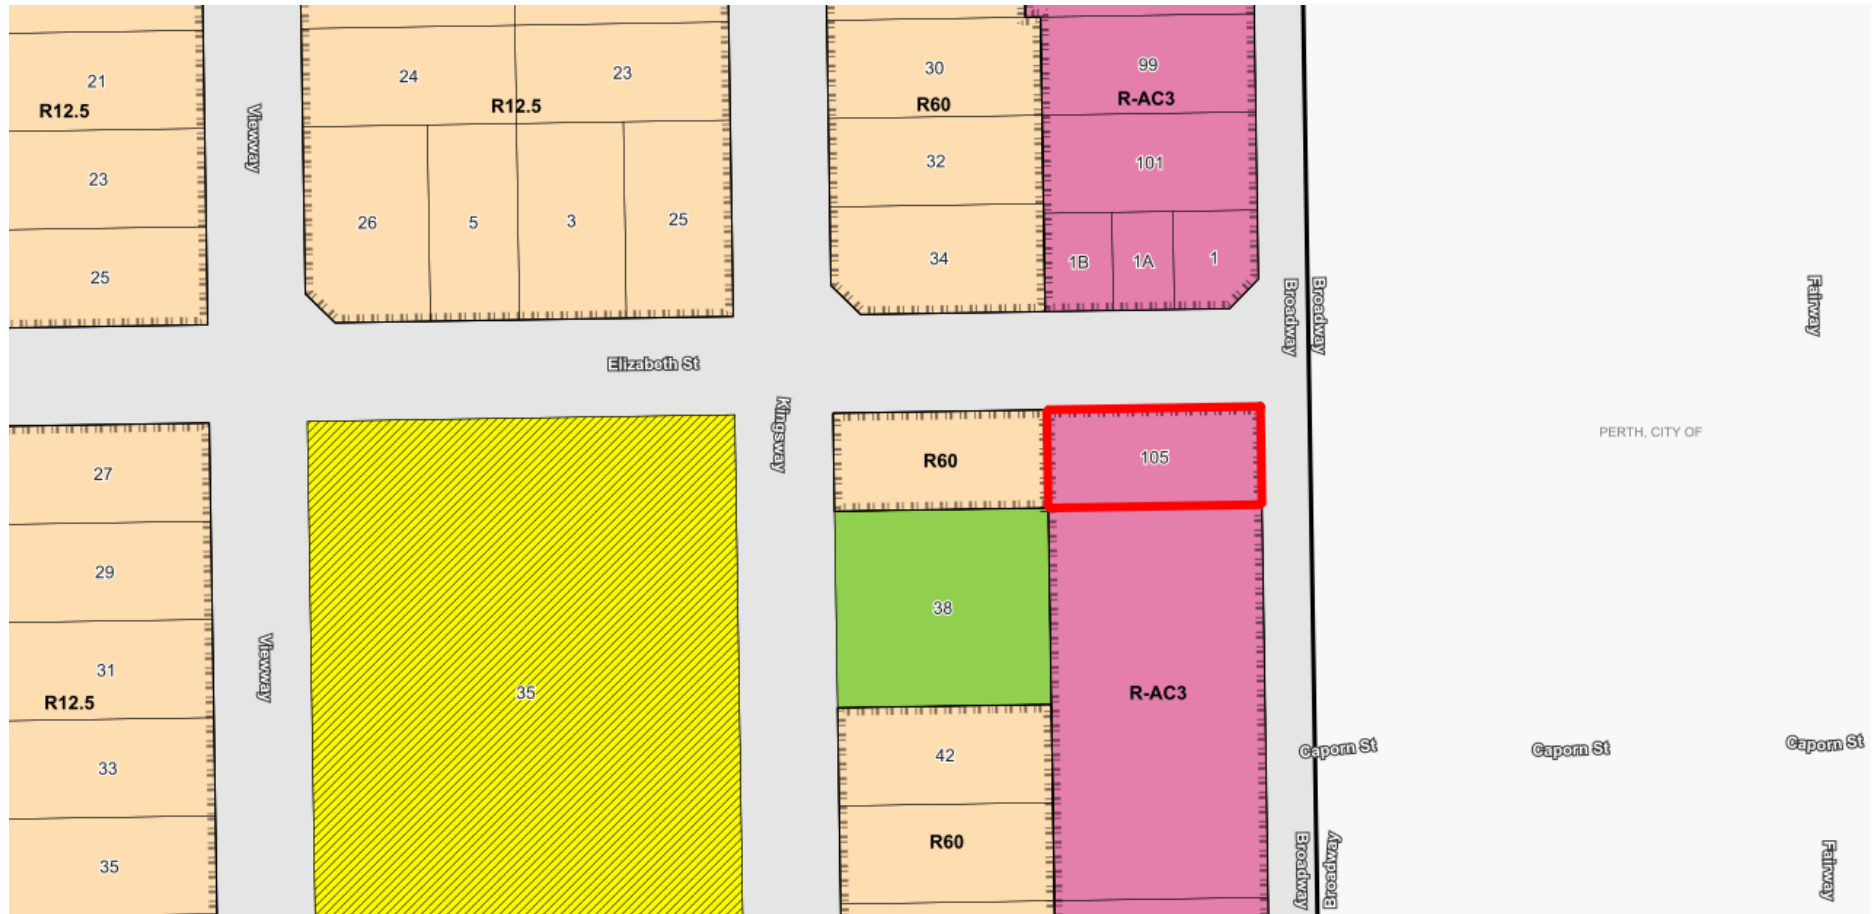 21
R12.5
23
25
Viewway
24
23
R12.5
26
5
3
25
30
R60
32
34
99
R-AC3
101
1B
1A
1
Broadway
Broadway
Fairway
Elizabeth St
Kingsway
R60
105
PERTH, CITY OF
27
29
31
R12.5
33
35
Viewway
35
38
R-AC3
42
R60
Caporn St
Caporn St
Caporn St
Broadway
Broadway
Fairway